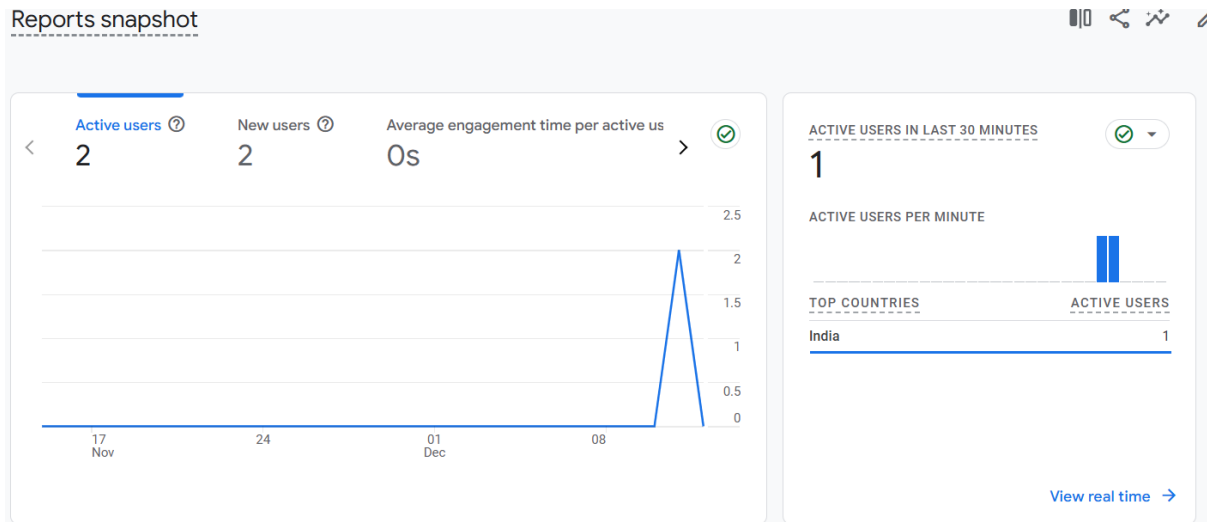 Reports snapshot
Active users
2
New users
2
Average engagement time per active us
0s
2.5
2
1.5
1
0.5
0
17
Nov
24
01
Dec
08
ACTIVE USERS IN LAST 30 MINUTES
1
ACTIVE USERS PER MINUTE
TOP COUNTRIES ACTIVE USERS
India 1
View real time